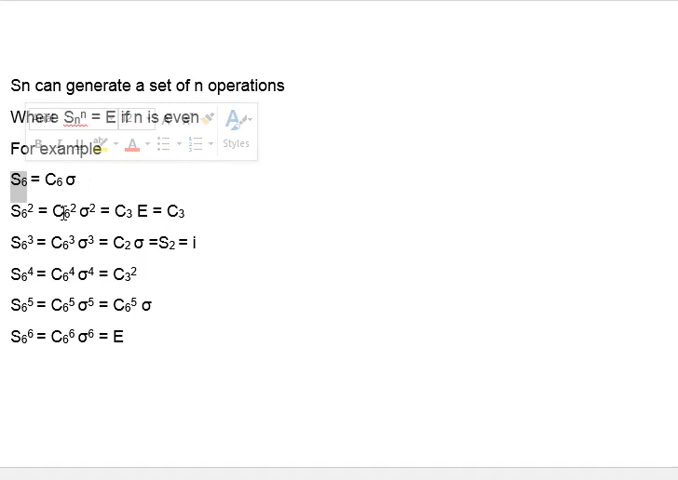 Sn can generate a set of n operations
Where Snⁿ = E if n is even
For example
S6 = C6 σ
S6² = C6² σ² = C3 E = C3
S6³ = C6³ σ³ = C2 σ =S2 = i
S6⁴ = C6⁴ σ⁴ = C3²
S6⁵ = C6⁵ σ⁵ = C6⁵ σ
S6⁶ = C6⁶ σ⁶ = E
Styles